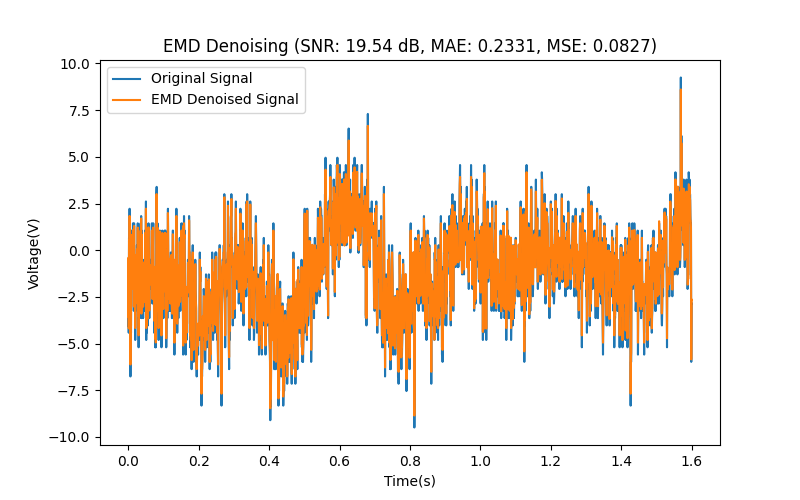 EMD Denoising (SNR: 19.54 dB, MAE: 0.2331, MSE: 0.0827)
Original Signal
EMD Denoised Signal
10.0
7.5
5.0
2.5
0.0
−2.5
−5.0
−7.5
−10.0
Voltage(V)
0.0 0.2 0.4 0.6 0.8 1.0 1.2 1.4 1.6
Time(s)